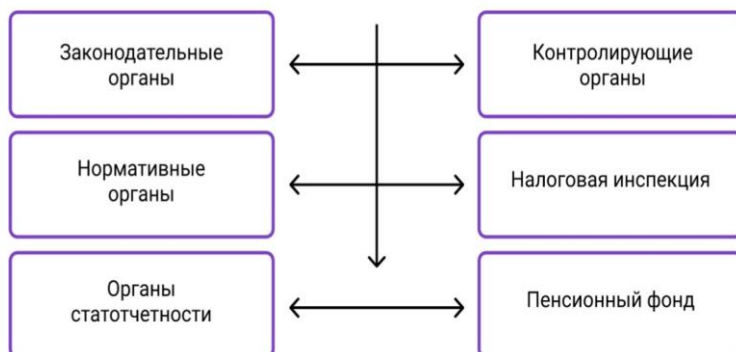 Законодательные
органы
Контролирующие
органы
Нормативные
органы
Налоговая инспекция
Органы
статотчетности
Пенсионный фонд